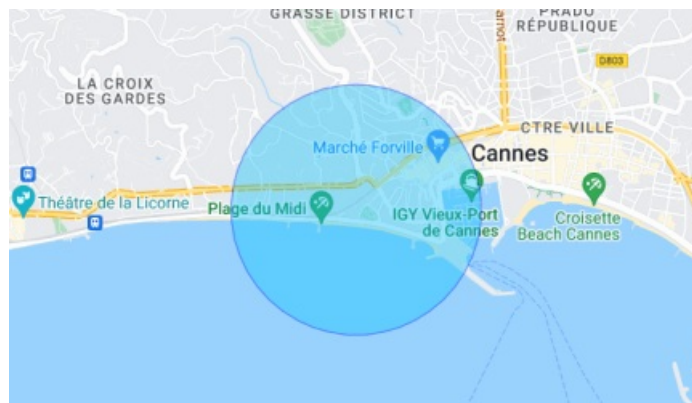 GRASSE DISTRICT
PRADO
RÉPUBLIQUE
arnot
D803
LA CROIX
DES GARDES
CTRE VILLE
Marché Forville
Cannes
Théâtre de la Licorne
Plage du Midi
IGY Vieux-Port
de Cannes
Croisette
Beach Cannes